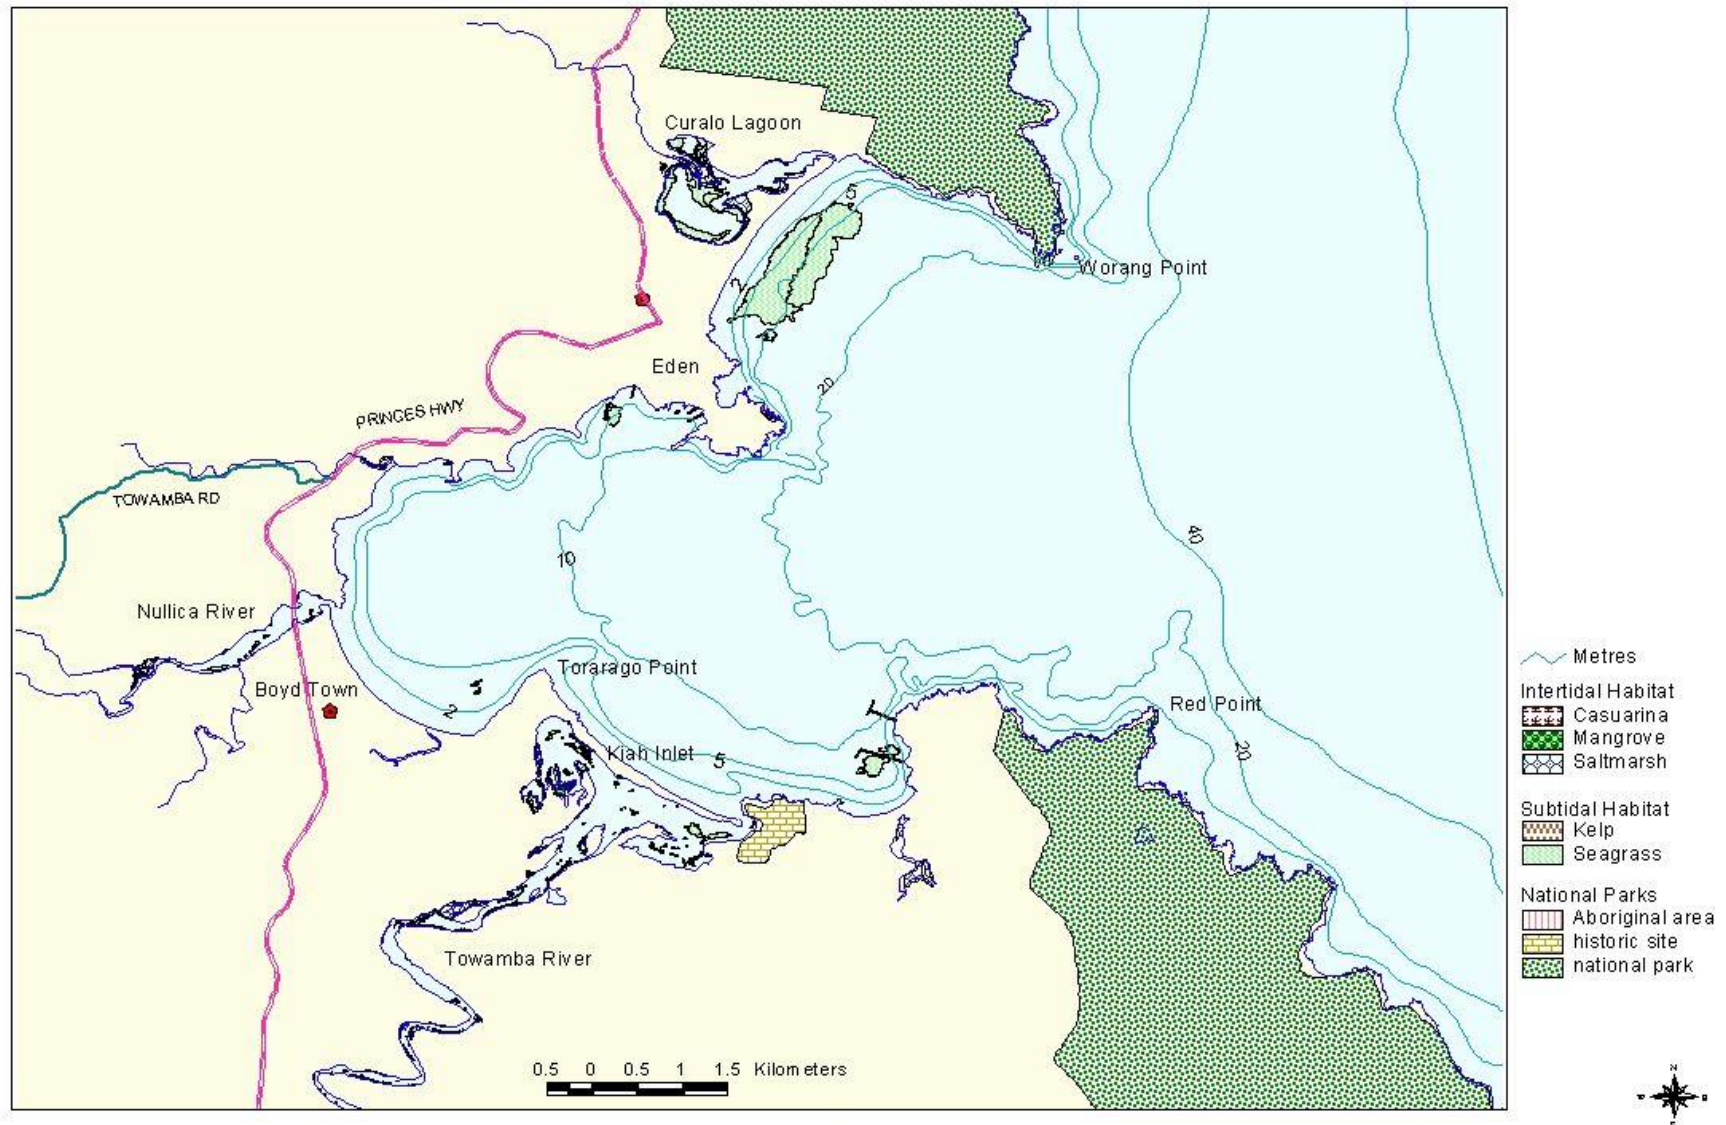 Curalo Lagoon
5
Worang Point
2
Eden
20
PRINCES HWY
TOWAMBA RD
40
10
Nullica River
Torarago Point
Boyd Town
2
Red Point
Kiah Inlet
5
20
Towamba River
0.5 0 0.5 1 1.5 Kilometers
Metres
Intertidal Habitat
Casuarina
Mangrove
Saltmarsh
Subtidal Habitat
Kelp
Seagrass
National Parks
Aboriginal area
historic site
national park
N